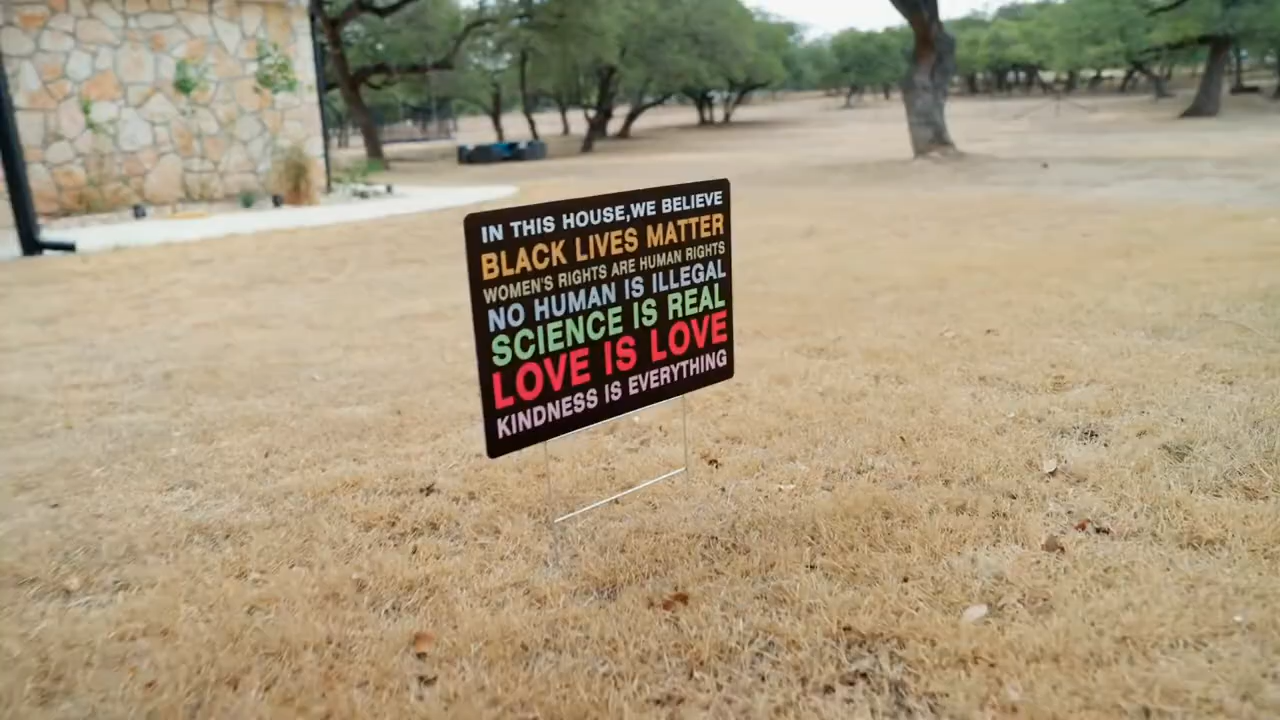 IN THIS HOUSE,WE BELIEVE
BLACK LIVES MATTER
WOMEN'S RIGHTS ARE HUMAN RIGHTS
NO HUMAN IS ILLEGAL
SCIENCE IS REAL
LOVE IS LOVE
KINDNESS IS EVERYTHING